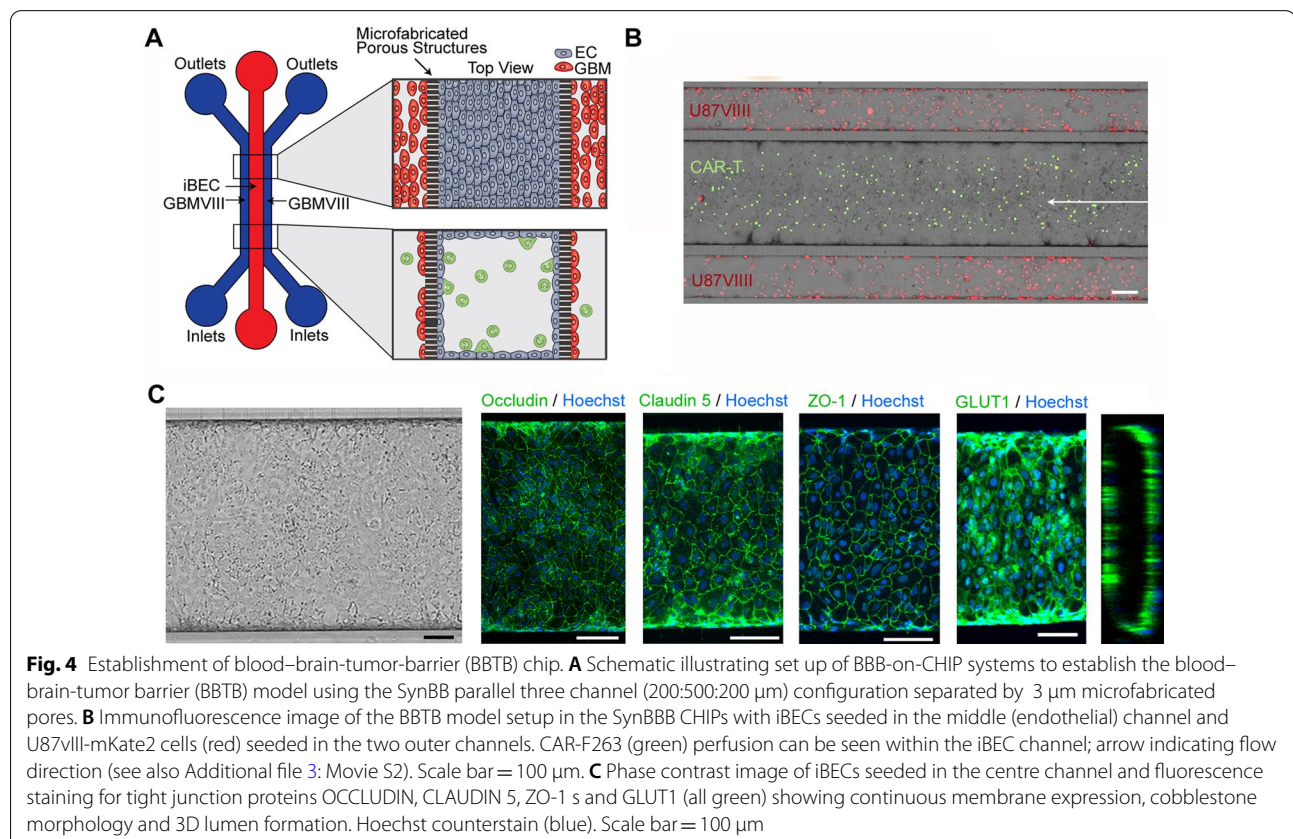 A
Microfabricated
Porous Structures
Top View
EC
GBM
Outlets
Outlets
iBEC
GBMVIII
GBMVIII
Inlets
Inlets
B
U87VIIII
CAR-T
U87VIIII
C
Occludin / Hoechst
Claudin 5 / Hoechst
ZO-1 / Hoechst
GLUT1 / Hoechst
Fig. 4 Establishment of blood–brain-tumor-barrier (BBTB) chip. A Schematic illustrating set up of BBB-on-CHIP systems to establish the blood–
brain-tumor barrier (BBTB) model using the SynBB parallel three channel (200:500:200 μm) configuration separated by 3 μm microfabricated
pores. B Immunofluorescence image of the BBTB model setup in the SynBBB CHIPs with iBECs seeded in the middle (endothelial) channel and
U87vIII-mKate2 cells (red) seeded in the two outer channels. CAR-F263 (green) perfusion can be seen within the iBEC channel; arrow indicating flow
direction (see also Additional file 3: Movie S2). Scale bar = 100 μm. C Phase contrast image of iBECs seeded in the centre channel and fluorescence
staining for tight junction proteins OCCLUDIN, CLAUDIN 5, ZO-1 s and GLUT1 (all green) showing continuous membrane expression, cobblestone
morphology and 3D lumen formation. Hoechst counterstain (blue). Scale bar = 100 μm